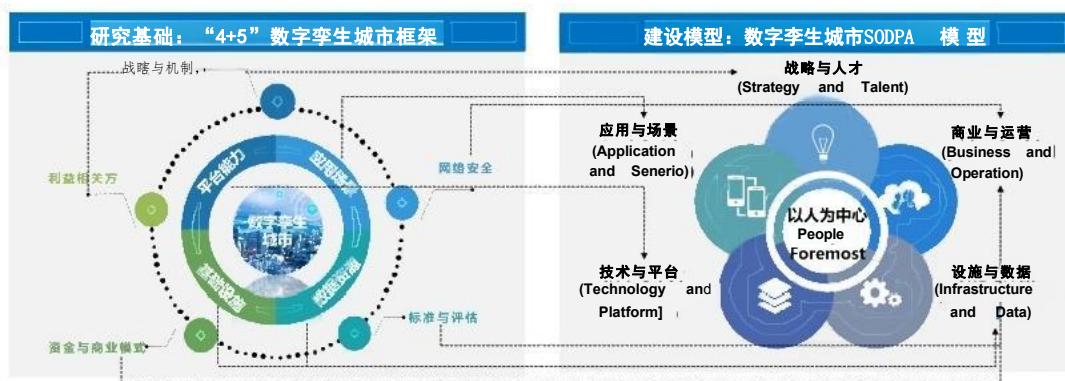 研究基础：“4+5”数字孪生城市框架
战瞎与机制,
利益相关方
平台能力
应用场景
网络安全
数字孪生
城市
基础设施
数据资源
标准与评估
资金与商业模式
建设模型：数字孪生城市SODPA 模 型
战略与人才
(Strategy and Talent)
应用与场景
(Application
and Senerio))
商业与运营
(Business and
Operation)
以人为中心
People
Foremost
技术与平台
(Technology and
Platform]
设施与数据
(Infrastructure
and Data)